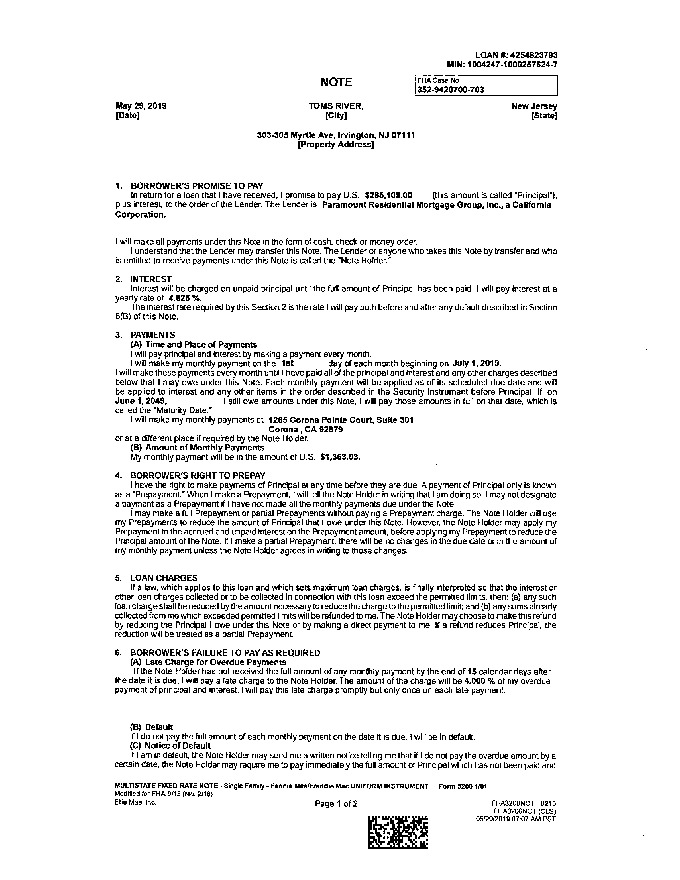 LOAN #: 4254823793
MIN: 1004247-1000257624-7
NOTE
FHA Case No
352-9420700-703
May 29, 2019
TOMS RIVER,
New Jersey
[Date]
[City]
[State]
303-305 Myrtle Ave, Irvington, NJ 07111
[Property Address]
1. BORROWER'S PROMISE TO PAY
In return for a loan that I have received, I promise to pay U.S. (this amount is called "Principal"),
plus interest, to the order of the Lender. The Lender is Paramount Residential Mortgage Group, Inc., a California
Corporation.
I will make all payments under this Note in the form of cash, check or money order.
I understand that the Lender may transfer this Note. The Lender or anyone who takes this Note by transfer and who
is entitled to receive payments under this Note is called the "Note Holder."
2. INTEREST
Interest will be charged on unpaid principal until the full amount of Principal has been paid. I will pay interest at a
yearly rate of %.
The interest rate required by this Section 2 is the rate I will pay both before and after any default described in Section
6(B) of this Note.
3. PAYMENTS
(A) Time and Place of Payments
I will pay principal and interest by making a payment every month.
I will make my monthly payment on the 1st day of each month beginning on July 1, 2019.
I will make these payments every month until I have paid all of the principal and interest and any other charges described
below that I may owe under this Note. Each monthly payment will be applied as of its scheduled due date and will
be applied to interest and any other items in the order described in the Security Instrument before Principal. If, on
June 1, 2049, I still owe amounts under this Note, I will pay those amounts in full on that date, which is
called the "Maturity Date."
I will make my monthly payments at 1265 Corona Pointe Court, Suite 301
Corona, CA 92879
or at a different place if required by the Note Holder.
(B) Amount of Monthly Payments
My monthly payment will be in the amount of U.S. $1,363.03.
4. BORROWER'S RIGHT TO PREPAY
I have the right to make payments of Principal at any time before they are due. A payment of Principal only is known
as a "Prepayment." When I make a Prepayment, I will tell the Note Holder in writing that I am doing so. I may not designate
a payment as a Prepayment if I have not made all the monthly payments due under the Note.
I may make a full Prepayment or partial Prepayments without paying a Prepayment charge. The Note Holder will use
my Prepayments to reduce the amount of Principal that I owe under this Note. However, the Note Holder may apply my
Prepayment to the accrued and unpaid interest on the Prepayment amount, before applying my Prepayment to reduce the
Principal amount of the Note. If I make a partial Prepayment, there will be no changes in the due date or in the amount of
my monthly payment unless the Note Holder agrees in writing to those changes.
5. LOAN CHARGES
If a law, which applies to this loan and which sets maximum loan charges, is finally interpreted so that the interest or
other loan charges collected or to be collected in connection with this loan exceed the permitted limits, then: (a) any such
loan charge shall be reduced by the amount necessary to reduce the charge to the permitted limit; and (b) any sums already
collected from me which exceeded permitted limits will be refunded to me. The Note Holder may choose to make this refund
by reducing the Principal I owe under this Note or by making a direct payment to me. If a refund reduces Principal, the
reduction will be treated as a partial Prepayment.
6. BORROWER'S FAILURE TO PAY AS REQUIRED
(A) Late Charge for Overdue Payments
If the Note Holder has not received the full amount of any monthly payment by the end of 15 calendar days after
the date it is due, I will pay a late charge to the Note Holder. The amount of the charge will be 4.000 % of my overdue
payment of principal and interest. I will pay this late charge promptly but only once on each late payment.
(B) Default
If I do not pay the full amount of each monthly payment on the date it is due, I will be in default.
(C) Notice of Default
If I am in default, the Note Holder may send me a written notice telling me that if I do not pay the overdue amount by a
certain date, the Note Holder may require me to pay immediately the full amount of Principal which has not been paid and
MULTISTATE FIXED RATE NOTE - Single Family - Fannie Mae/Freddie Mac UNIFORM INSTRUMENT Form 3200 1/01
Modified for FHA 9/15 (rev. 2/16)
Ellie Mae, Inc.
Page 1 of 2
FHA3200NOT 0216
FHA3200NOT (CLS)
05/29/2019 07:07 AM PST